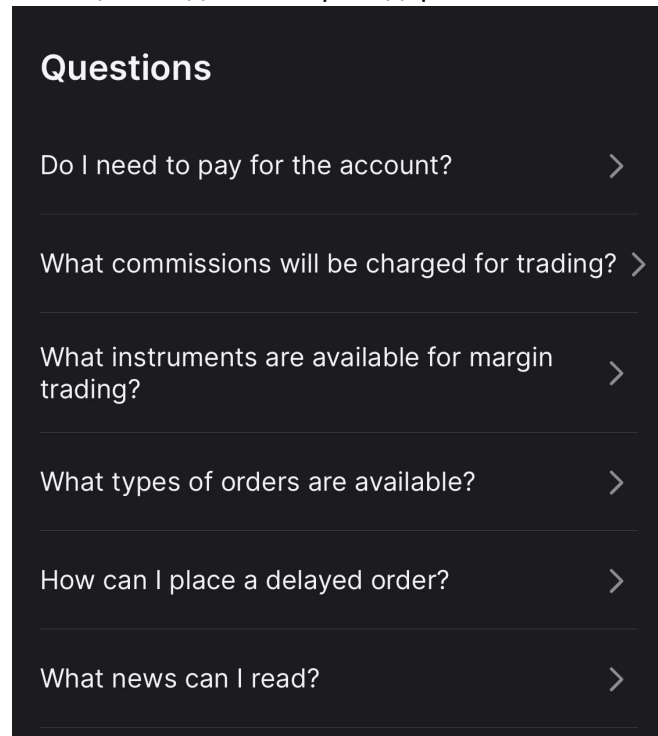 Questions
Do I need to pay for the account?
What commissions will be charged for trading?
What instruments are available for margin
trading?
What types of orders are available?
How can I place a delayed order?
What news can I read?